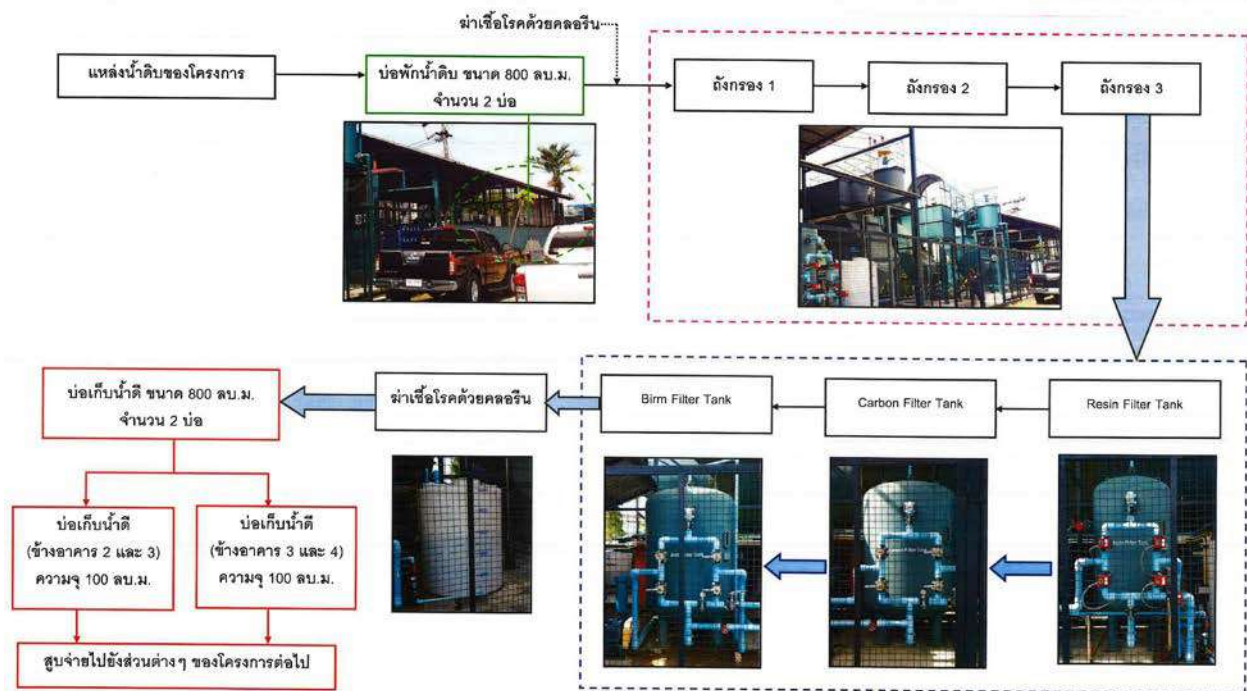 ฆ่าเชื้อโรคด้วยคลอรีน
แหล่งน้ำดิบของโครงการ
บ่อพักน้ำดิบ ขนาด 800 ลบ.ม.
จำนวน 2 บ่อ
ถังกรอง 1
ถังกรอง 2
ถังกรอง 3
บ่อเก็บน้ำดี ขนาด 800 ลบ.ม.
จำนวน 2 บ่อ
ฆ่าเชื้อโรคด้วยคลอรีน
Birm Filter Tank
Carbon Filter Tank
Resin Filter Tank
บ่อเก็บน้ำดี
(ข้างอาคาร 2 และ 3)
ความจุ 100 ลบ.ม.
บ่อเก็บน้ำดี
(ข้างอาคาร 3 และ 4)
ความจุ 100 ลบ.ม.
สูบจ่ายไปยังส่วนต่างๆ ของโครงการต่อไป